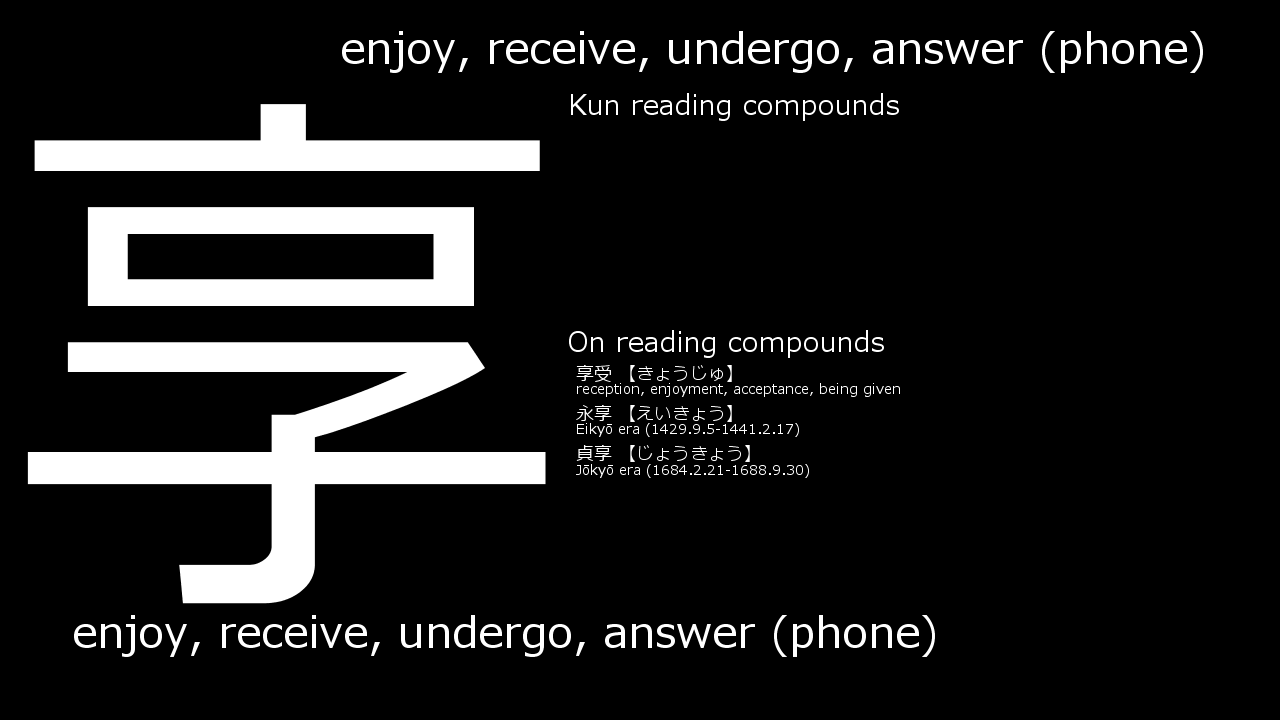 enjoy, receive, undergo, answer (phone)
Kun reading compounds
享
On reading compounds
享受 【きょうじゅ】
reception, enjoyment, acceptance, being given
永享 【えいきょう】
Eikyō era (1429.9.5-1441.2.17)
貞享 【じょうきょう】
Jōkyō era (1684.2.21-1688.9.30)
enjoy, receive, undergo, answer (phone)